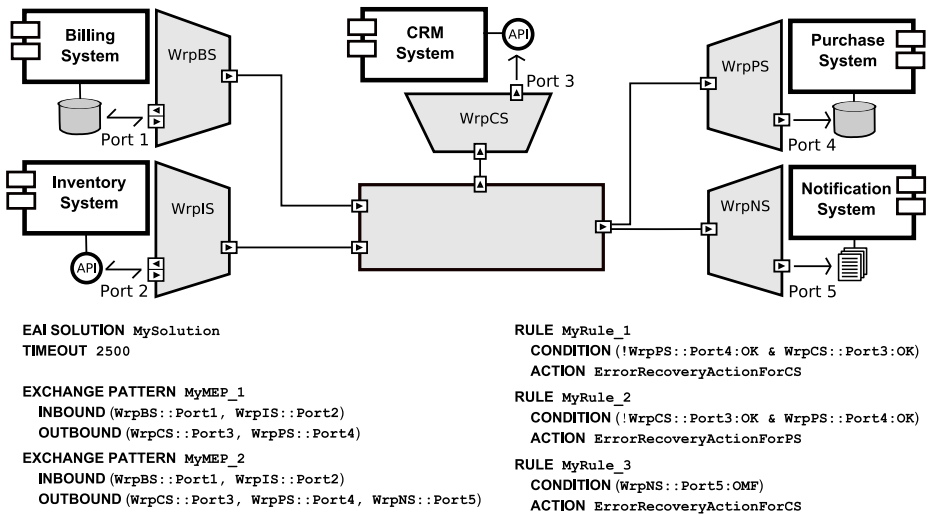 Billing
System
WrpBS
Port 1
CRM
System
API
Port 3
WrpCS
WrpPS
Purchase
System
Port 4
Inventory
System
WrpIS
API
Port 2
WrpNS
Notification
System
Port 5
EAI SOLUTION MySolution
TIMEOUT 2500
EXCHANGE PATTERN MyMEP_1
INBOUND (WrpBS::Port1, WrpIS::Port2)
OUTBOUND (WrpCS::Port3, WrpPS::Port4)
EXCHANGE PATTERN MyMEP_2
INBOUND (WrpBS::Port1, WrpIS::Port2)
OUTBOUND (WrpCS::Port3, WrpPS::Port4, WrpNS::Port5)
RULE MyRule_1
CONDITION (!WrpPS::Port4:OK & WrpCS::Port3:OK)
ACTION ErrorRecoveryActionForCS
RULE MyRule_2
CONDITION (!WrpCS::Port3:OK & WrpPS::Port4:OK)
ACTION ErrorRecoveryActionForPS
RULE MyRule_3
CONDITION (WrpNS::Port5:OMF)
ACTION ErrorRecoveryActionForCS